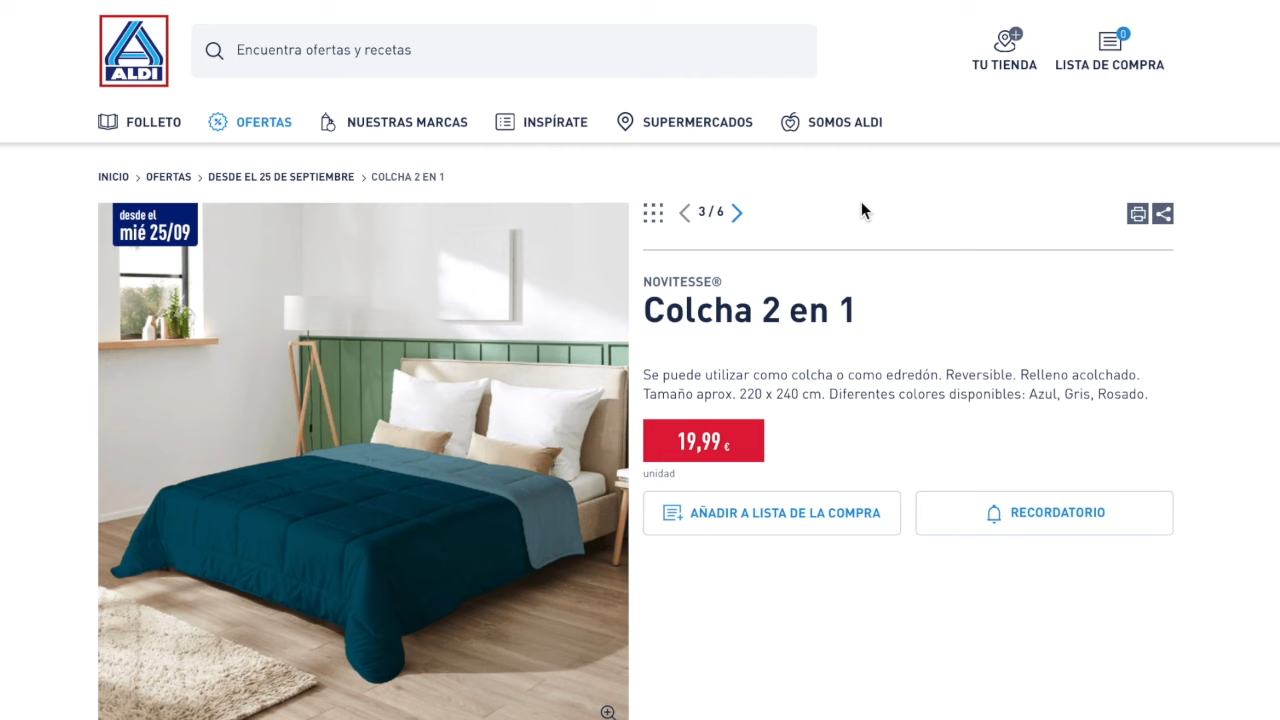 ALDI
Encuentra ofertas y recetas
TU TIENDA
0
LISTA DE COMPRA
FOLLETO
OFERTAS
NUESTRAS MARCAS
INSPÍRATE
SUPERMERCADOS
SOMOS ALDI
INICIO > OFERTAS > DESDE EL 25 DE SEPTIEMBRE > COLCHA 2 EN 1
desde el
mié 25/09
3 / 6
NOVITESSE®
Colcha 2 en 1
Se puede utilizar como colcha o como edredón. Reversible. Relleno acolchado.
Tamaño aprox. 220 x 240 cm. Diferentes colores disponibles: Azul, Gris, Rosado.
19,99 €
unidad
AÑADIR A LISTA DE LA COMPRA
RECORDATORIO